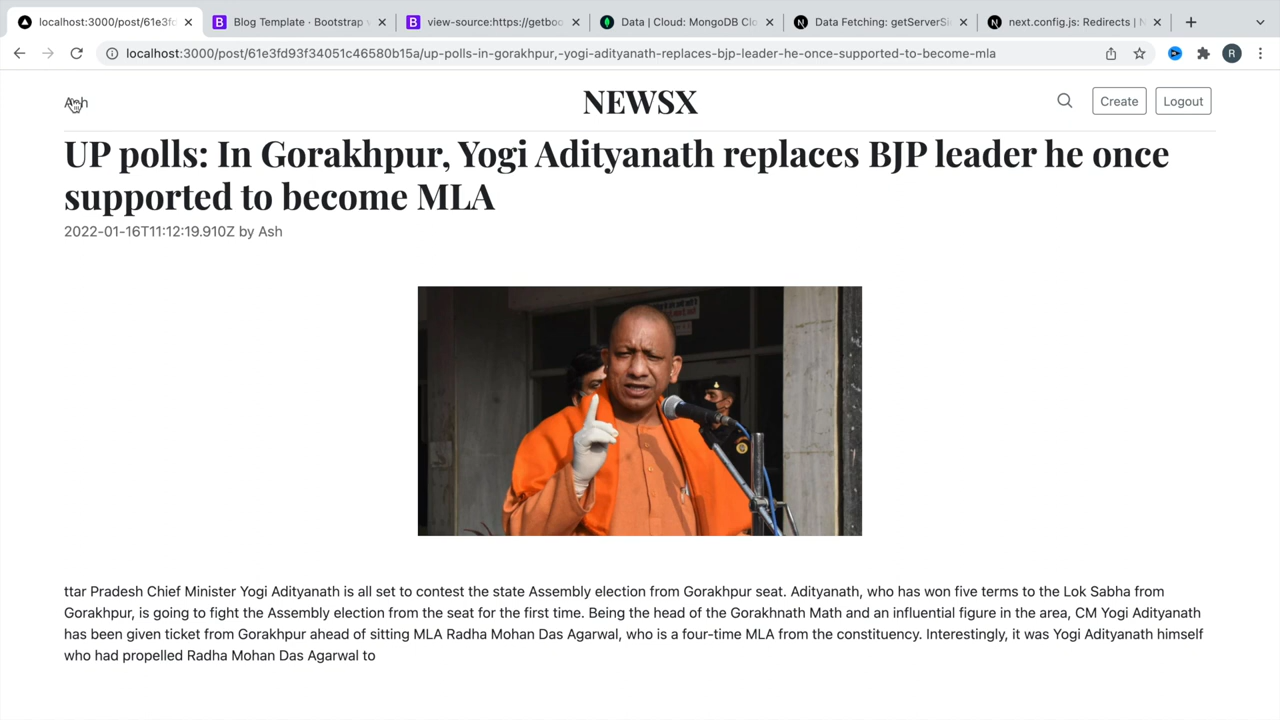 localhost:3000/post/61e3fd
Blog Template · Bootstrap
view-source:https://getboo
Data | Cloud: MongoDB Clo
Data Fetching: getServerSi
next.config.js: Redirects | N
localhost:3000/post/61e3fd93f34051c46580b15a/up-polls-in-gorakhpur,-yogi-adityanath-replaces-bjp-leader-he-once-supported-to-become-mla
R
Ash
NEWSX
Create
Logout
UP polls: In Gorakhpur, Yogi Adityanath replaces BJP leader he once
supported to become MLA
2022-01-16T11:12:19.910Z by Ash
ttar Pradesh Chief Minister Yogi Adityanath is all set to contest the state Assembly election from Gorakhpur seat. Adityanath, who has won five terms to the Lok Sabha from
Gorakhpur, is going to fight the Assembly election from the seat for the first time. Being the head of the Gorakhnath Math and an influential figure in the area, CM Yogi Adityanath
has been given ticket from Gorakhpur ahead of sitting MLA Radha Mohan Das Agarwal, who is a four-time MLA from the constituency. Interestingly, it was Yogi Adityanath himself
who had propelled Radha Mohan Das Agarwal to